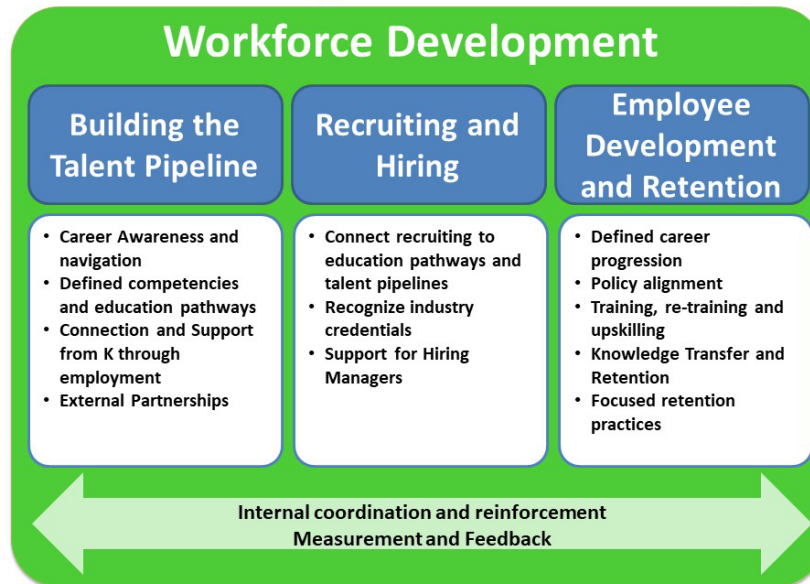 Workforce Development
Building the
Talent Pipeline
• Career Awareness and
navigation
• Defined competencies
and education pathways
• Connection and Support
from K through
employment
• External Partnerships
Recruiting and
Hiring
• Connect recruiting to
education pathways and
talent pipelines
• Recognize industry
credentials
• Support for Hiring
Managers
Employee
Development
and Retention
• Defined career
progression
• Policy alignment
• Training, re-training and
upskilling
• Knowledge Transfer and
Retention
• Focused retention
practices
Internal coordination and reinforcement
Measurement and Feedback